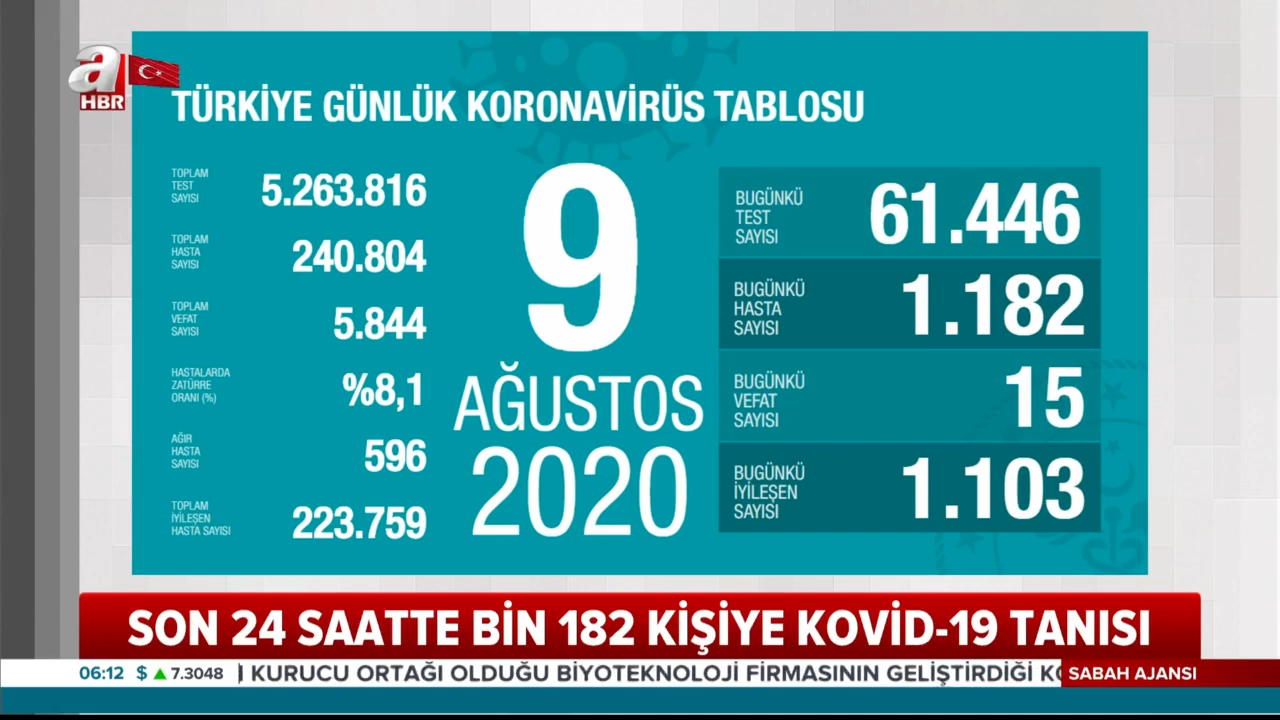 a
HBR
TÜRKİYE GÜNLÜK KORONAVİRÜS TABLOSU
TOPLAM
TEST
SAYISI
5.263.816
TOPLAM
HASTA
SAYISI
240.804
TOPLAM
VEFAT
SAYISI
5.844
HASTALARDA
ZATÜRRE
ORANI (%)
%8,1
AĞIR
HASTA
SAYISI
596
TOPLAM
İYİLEŞEN
HASTA SAYISI
223.759
9
AĞUSTOS
2020
BUGÜNKÜ
TEST
SAYISI
61.446
BUGÜNKÜ
HASTA
SAYISI
1.182
BUGÜNKÜ
VEFAT
SAYISI
15
BUGÜNKÜ
İYİLEŞEN
SAYISI
1.103
SON 24 SAATTE BİN 182 KİŞİYE KOVİD-19 TANISI
06:12 $ ▲ 7.3048 KURUCU ORTAĞI OLDUĞU BİYOTEKNOLOJİ FİRMASININ GELİŞTİRDİĞİ SABAH AJANSI